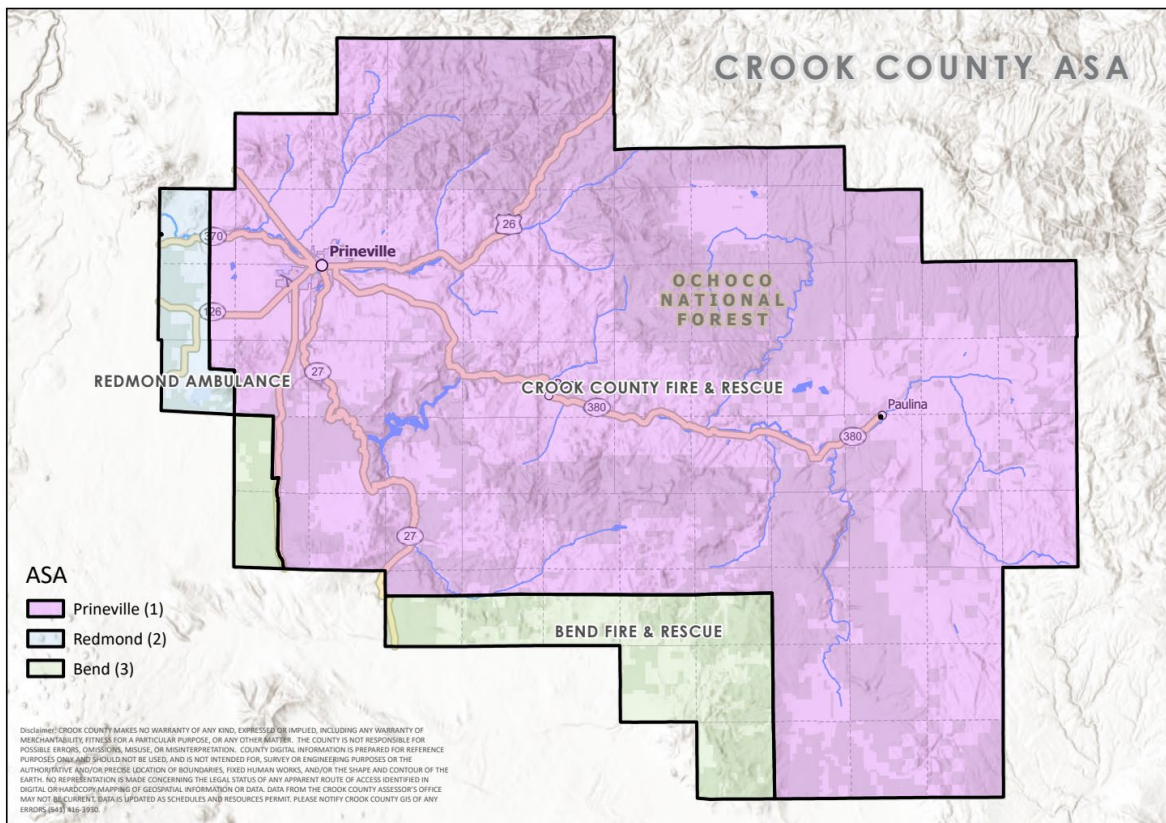 CROOK COUNTY ASA
26
370
Prineville
OCHOCO
NATIONAL
FOREST
126
REDMOND AMBULANCE
27
CROOK COUNTY FIRE & RESCUE
380
Paulina
380
27
ASA
Prineville (1)
Redmond (2)
Bend (3)
BEND FIRE & RESCUE
Disclaimer: CROOK COUNTY MAKES NO WARRANTY OF ANY KIND, EXPRESSED OR IMPLIED, INCLUDING ANY WARRANTY OF
MERCHANTABILITY, FITNESS FOR A PARTICULAR PURPOSE, OR ANY OTHER MATTER. THE COUNTY IS NOT RESPONSIBLE FOR
POSSIBLE ERRORS, OMISSIONS, MISUSE, OR MISINTERPRETATION. COUNTY DIGITAL INFORMATION IS PREPARED FOR REFERENCE
PURPOSES ONLY AND SHOULD NOT BE USED, AND IS NOT INTENDED FOR, SURVEY OR ENGINEERING PURPOSES OR THE
AUTHORITATIVE AND/OR PRECISE LOCATION OF BOUNDARIES, FIXED HUMAN WORKS, AND/OR THE SHAPE AND CONTOUR OF THE
EARTH. NO REPRESENTATION IS MADE CONCERNING THE LEGAL STATUS OF ANY APPARENT ROUTE OF ACCESS IDENTIFIED IN
DIGITAL OR HARDCOPY MAPPING OF GEOSPATIAL INFORMATION OR DATA. DATA FROM THE CROOK COUNTY ASSESSOR'S OFFICE
MAY NOT BE CURRENT. DATA IS UPDATED AS SCHEDULES AND RESOURCES PERMIT. PLEASE NOTIFY CROOK COUNTY GIS OF ANY
ERRORS (541) 416-3930.